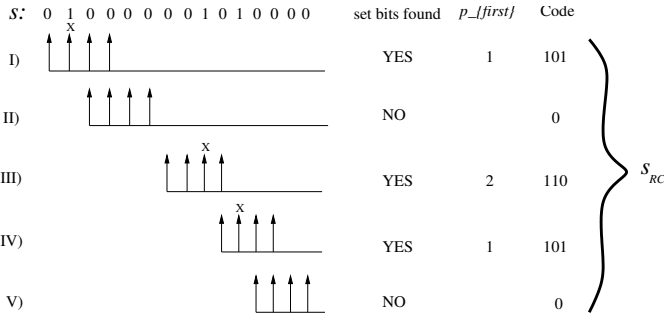 s: 0 1 0 0 0 0 0 0 1 0 1 0 0 0 set bits found p_{first} Code
X
I) YES 1 101
II) NO 0
X
III) YES 2 110 s_RC
X
IV) YES 1 101
V) NO 0